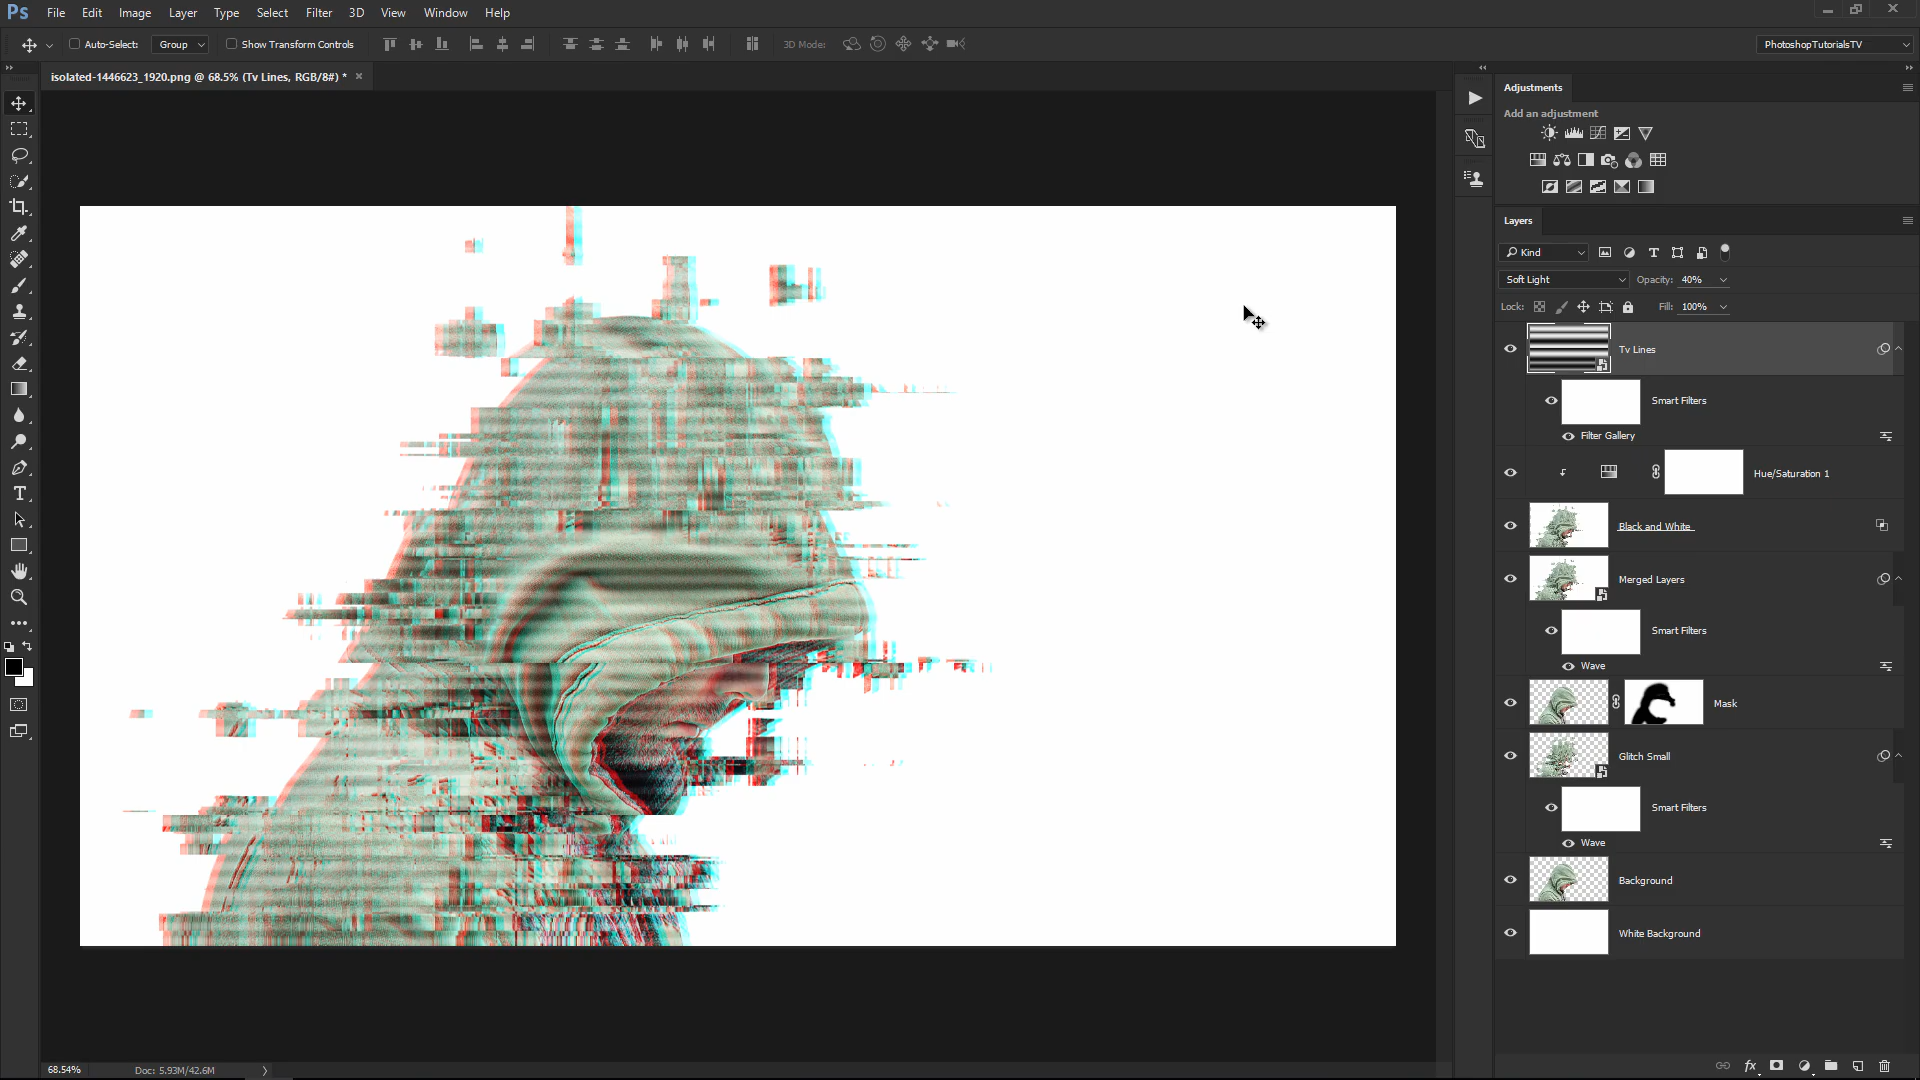 Ps File Edit Image Layer Type Select Filter 3D View Window Help
Auto-Select: Group Show Transform Controls 3D Mode: PhotoshopTutorialsTV
isolated-1446623_1920.png @ 68.5% (Tv Lines, RGB/8#) *
Adjustments
Add an adjustment
Layers
Kind
Soft Light Opacity: 40%
Lock: Fill: 100%
Tv Lines
Smart Filters
Filter Gallery
Hue/Saturation 1
Black and White
Merged Layers
Smart Filters
Wave
Mask
Glitch Small
Smart Filters
Wave
Background
White Background
68.54% Doc: 5.93M/42.6M